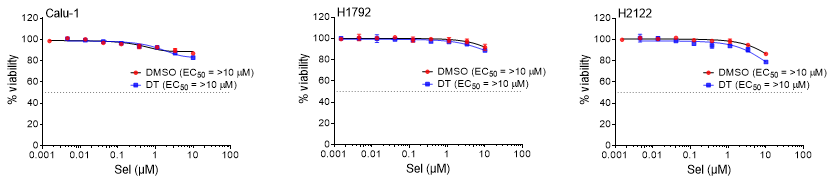 Calu-1
% viability
120
100
80
60
40
20
0
DMSO (EC50 = >10 µM)
DT (EC50 = >10 µM)
0.001 0.01 0.1 1 10 100
Sel (µM)
H1792
% viability
120
100
80
60
40
20
0
DMSO (EC50 = >10 µM)
DT (EC50 = >10 µM)
0.001 0.01 0.1 1 10 100
Sel (µM)
H2122
% viability
120
100
80
60
40
20
0
DMSO (EC50 = >10 µM)
DT (EC50 = >10 µM)
0.001 0.01 0.1 1 10 100
Sel (µM)